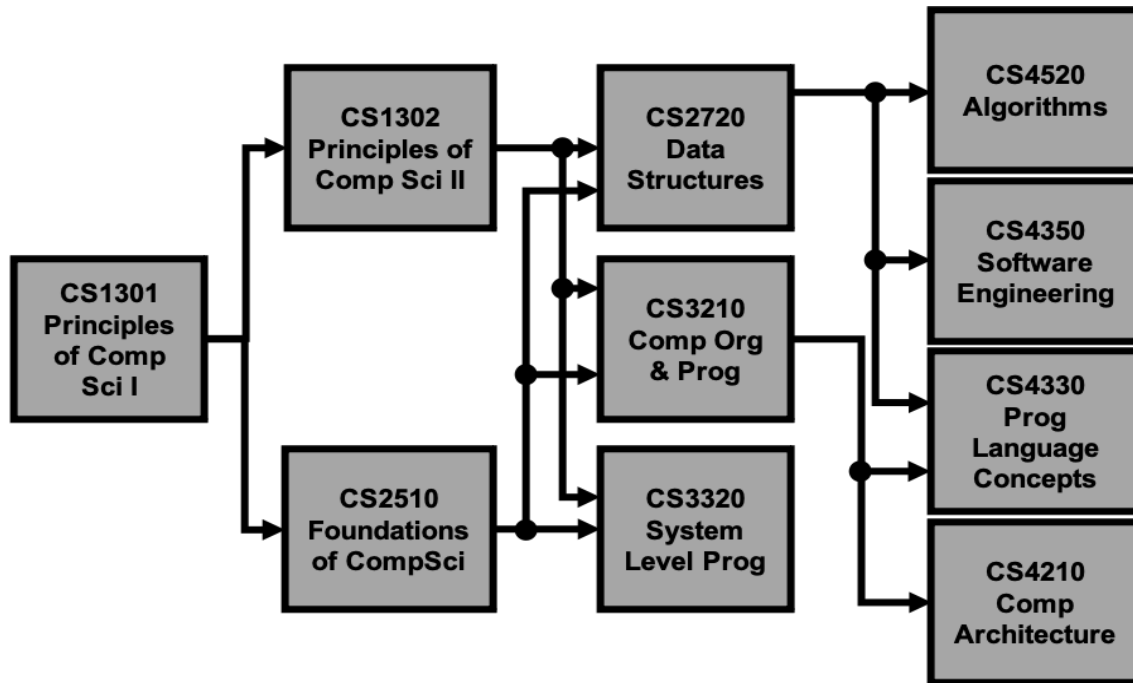 CS1301
Principles
of Comp
Sci I
CS1302
Principles of
Comp Sci II
CS2510
Foundations
of CompSci
CS2720
Data
Structures
CS3210
Comp Org
& Prog
CS3320
System
Level Prog
CS4520
Algorithms
CS4350
Software
Engineering
CS4330
Prog
Language
Concepts
CS4210
Comp
Architecture